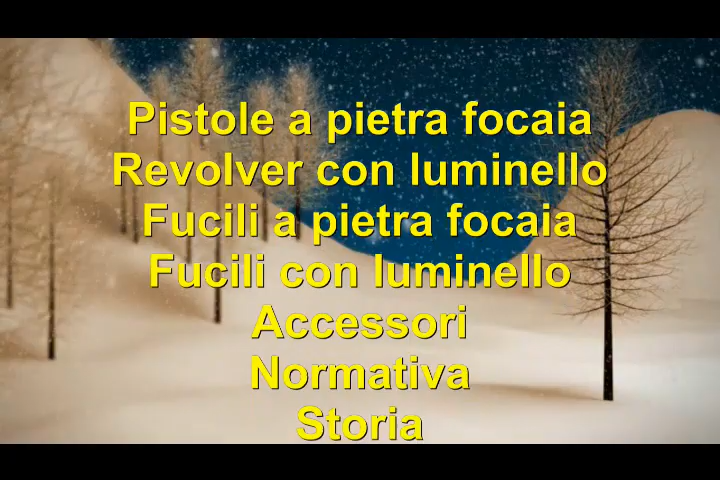 Pistole a pietra focaia
Revolver con luminello
Fucili a pietra focaia
Fucili con luminello
Accessori
Normativa
Storia